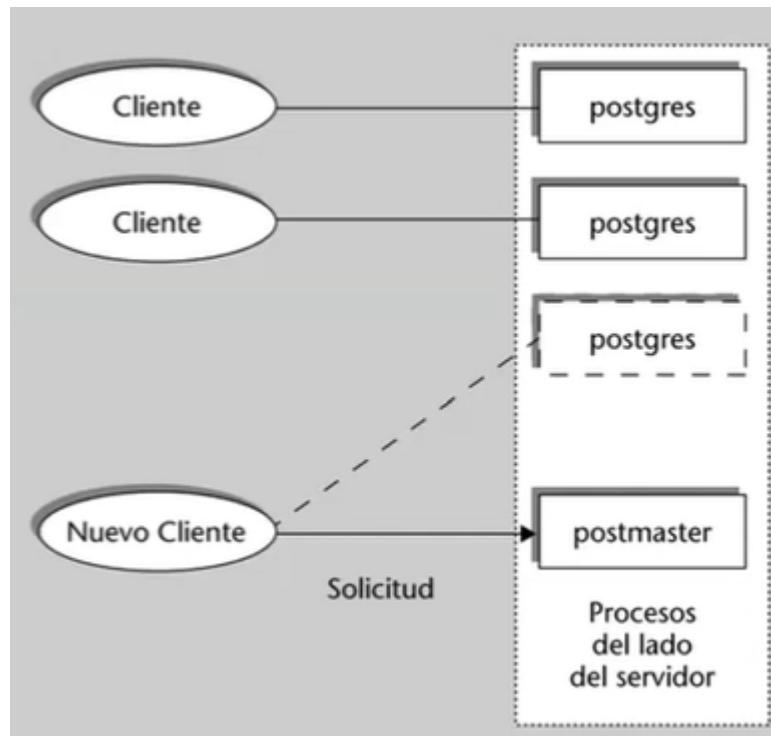 Cliente
postgres
Cliente
postgres
postgres
Nuevo Cliente
postmaster
Solicitud
Procesos
del lado
del servidor